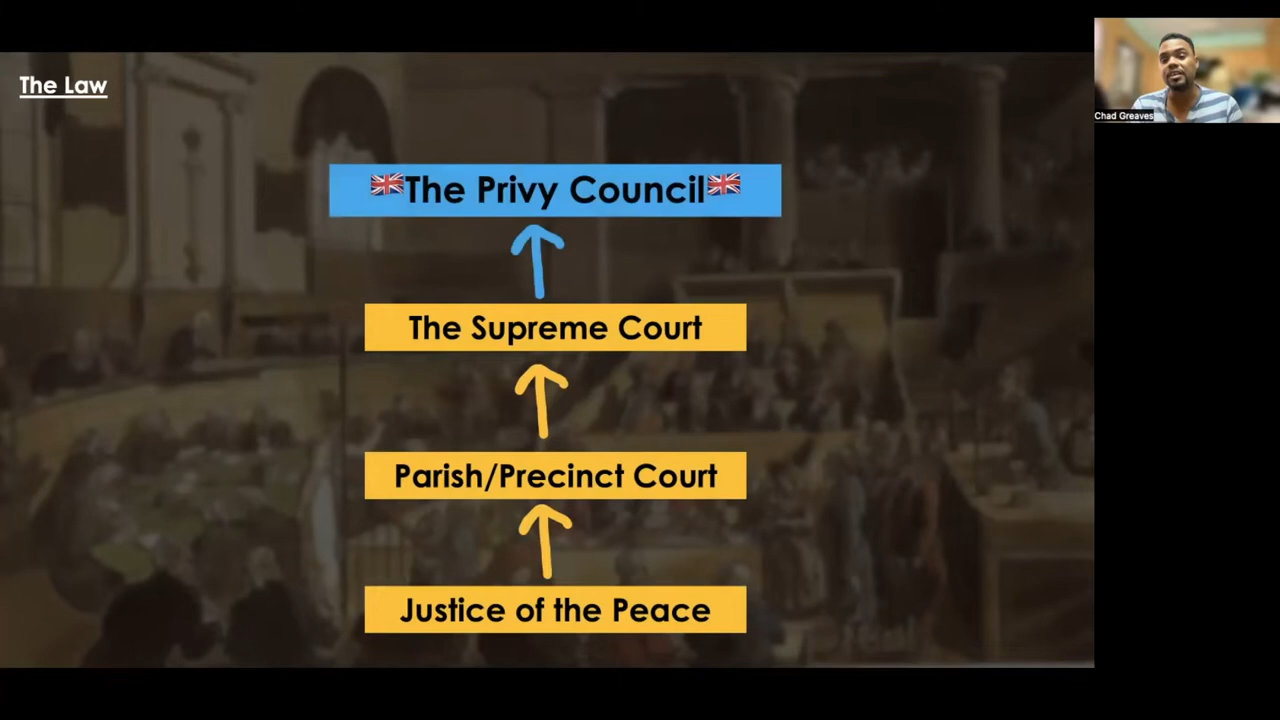 The Law
Chad Greaves
🇬🇧The Privy Council🇬🇧
The Supreme Court
Parish/Precinct Court
Justice of the Peace